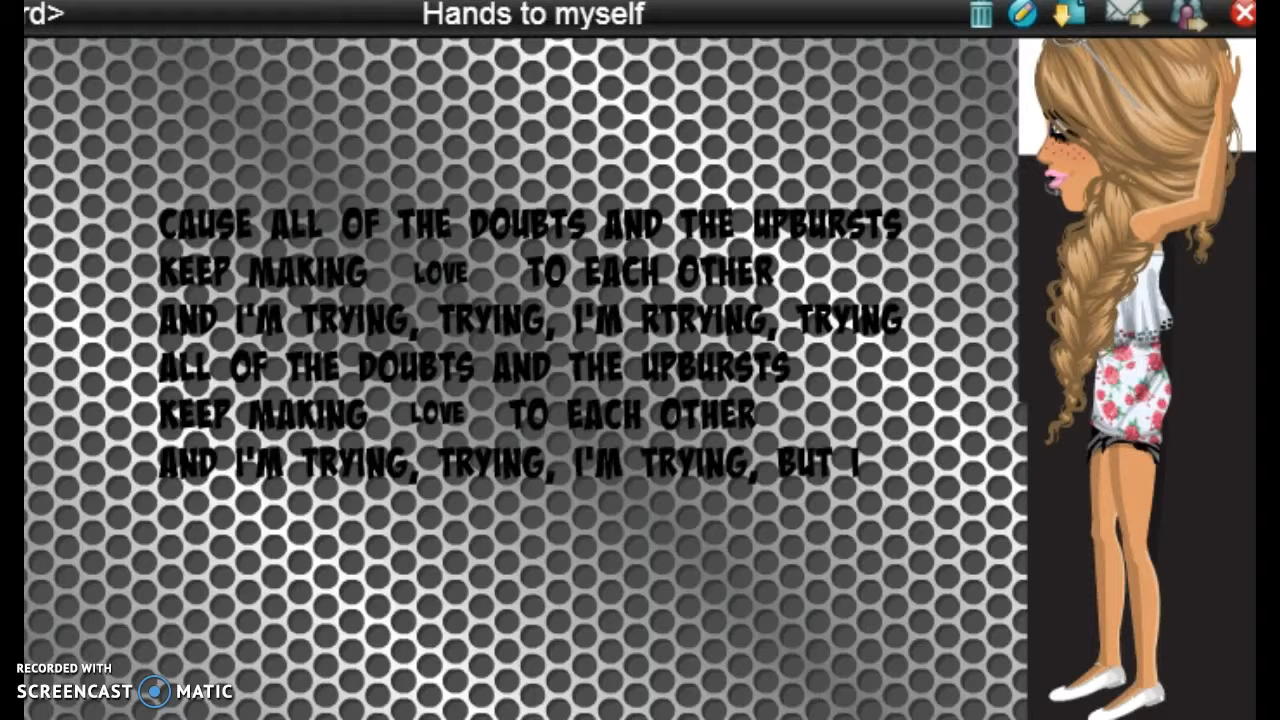 rd>
Hands to myself
CAUSE ALL OF THE DOUBTS AND THE UPBURSTS
KEEP MAKING LOVE TO EACH OTHER
AND I'M TRYING, TRYING, I'M RTRYING, TRYING
ALL OF THE DOUBTS AND THE UPBURSTS
KEEP MAKING LOVE TO EACH OTHER
AND I'M TRYING, TRYING, I'M TRYING, BUT I
RECORDED WITH
SCREENCAST MATIC